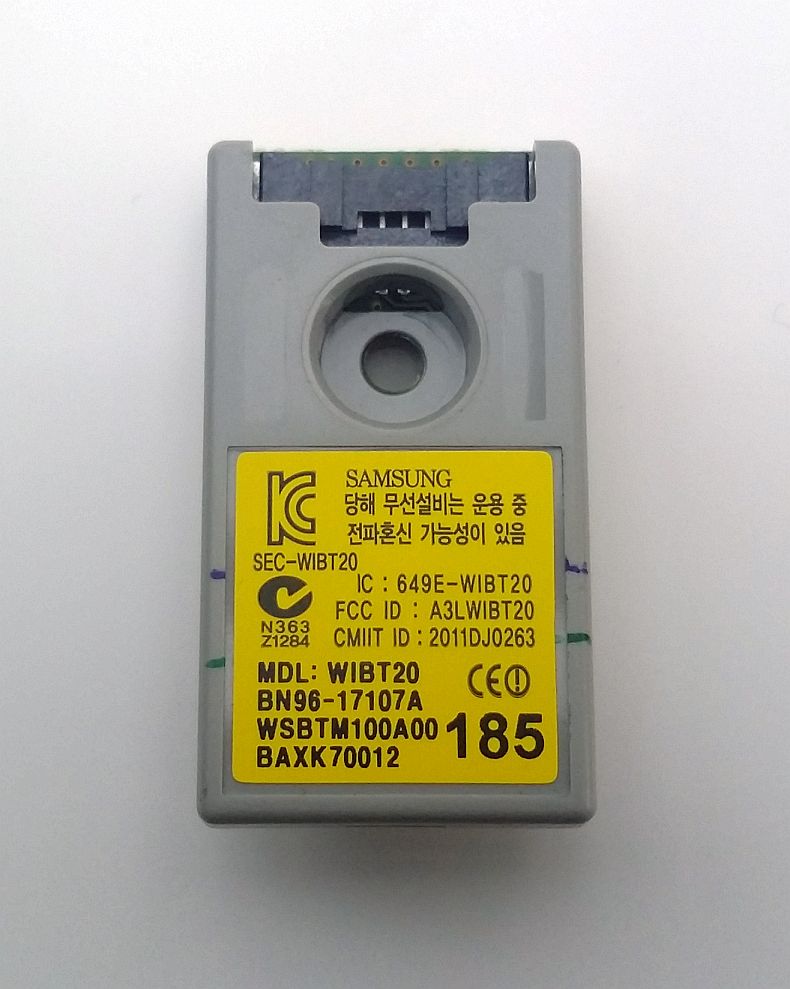 SAMSUNG
당해 무선설비는 운용 중
전파혼신 가능성이 있음
SEC-WIBT20
IC : 649E-WIBT20
FCC ID : A3LWIBT20
N363
Z1284
CMIIT ID : 2011DJ0263
MDL: WIBT20
BN96-17107A
WSBTM100A00
185
BAXK70012